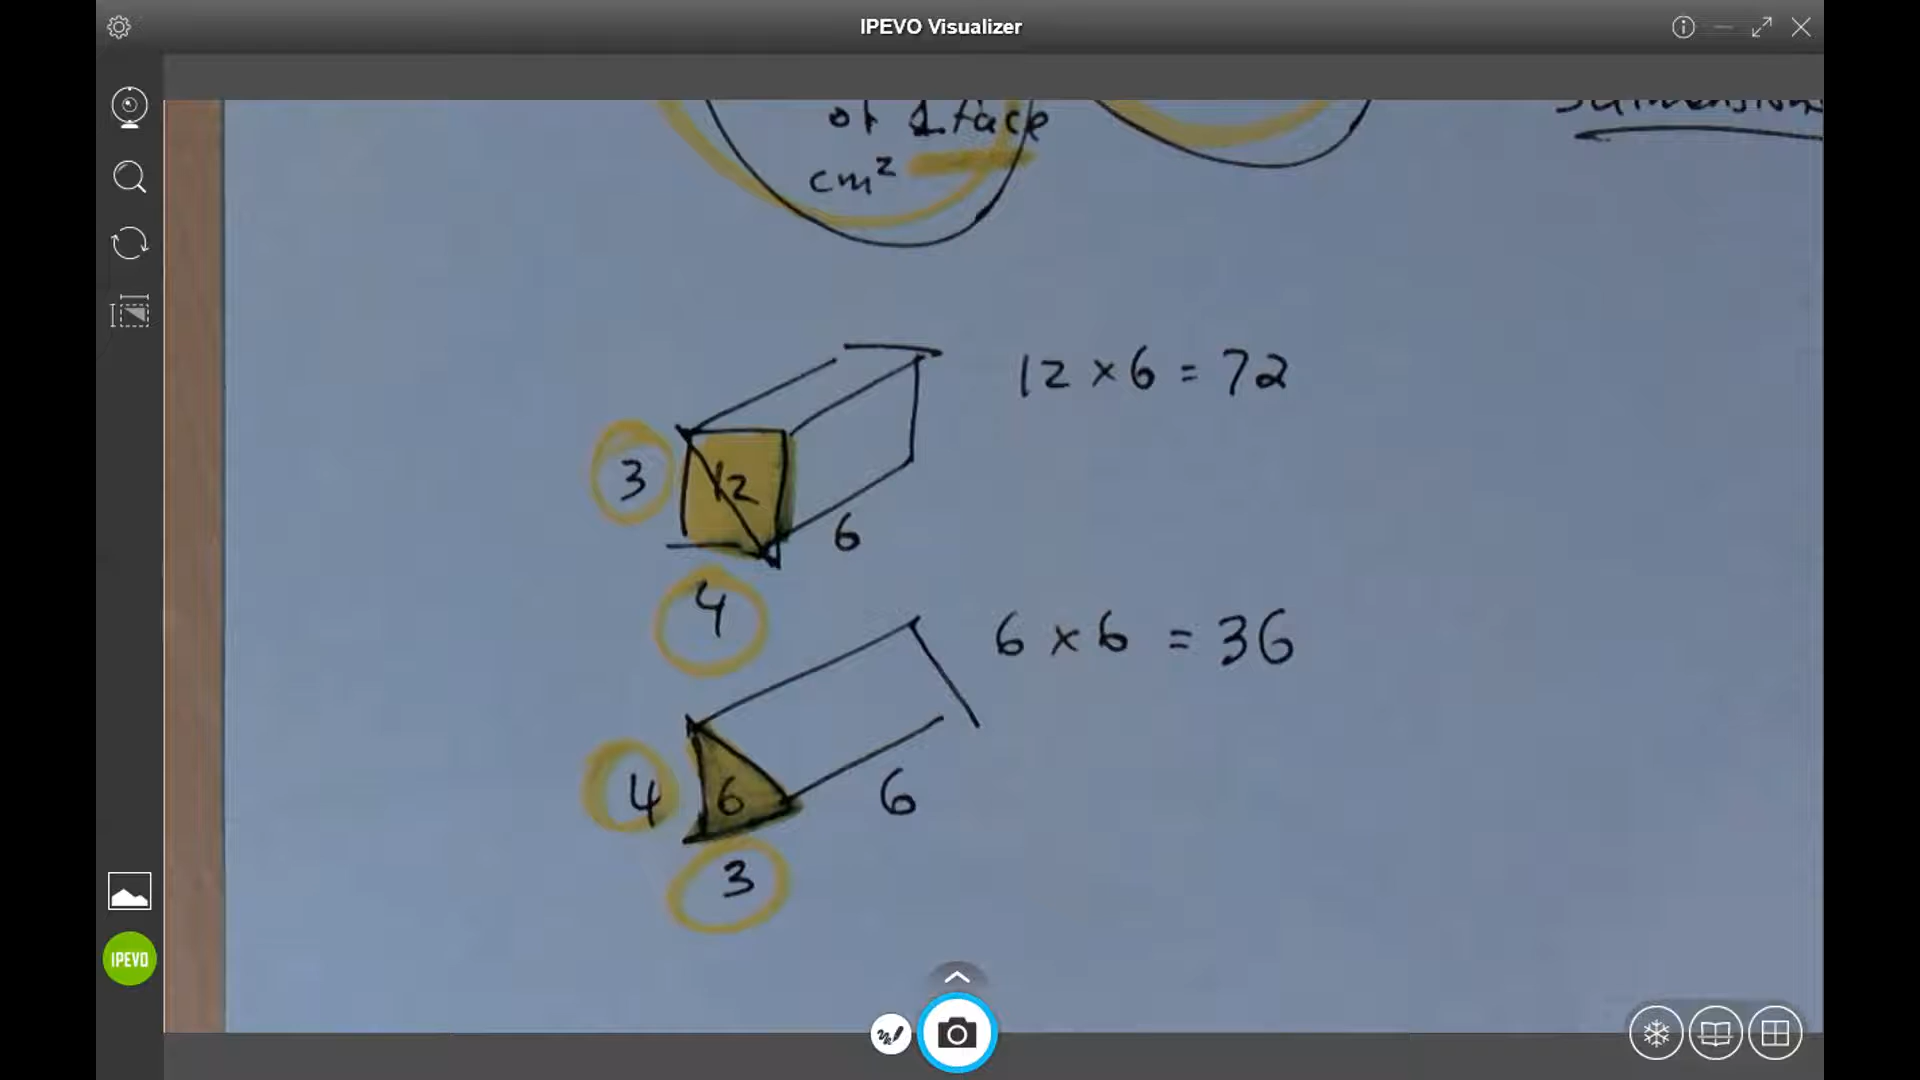 IPEVO Visualizer
of 1 face
cm²
12 × 6 = 72
3
12
6
4
6 × 6 = 36
4
6
6
3
IPEVO